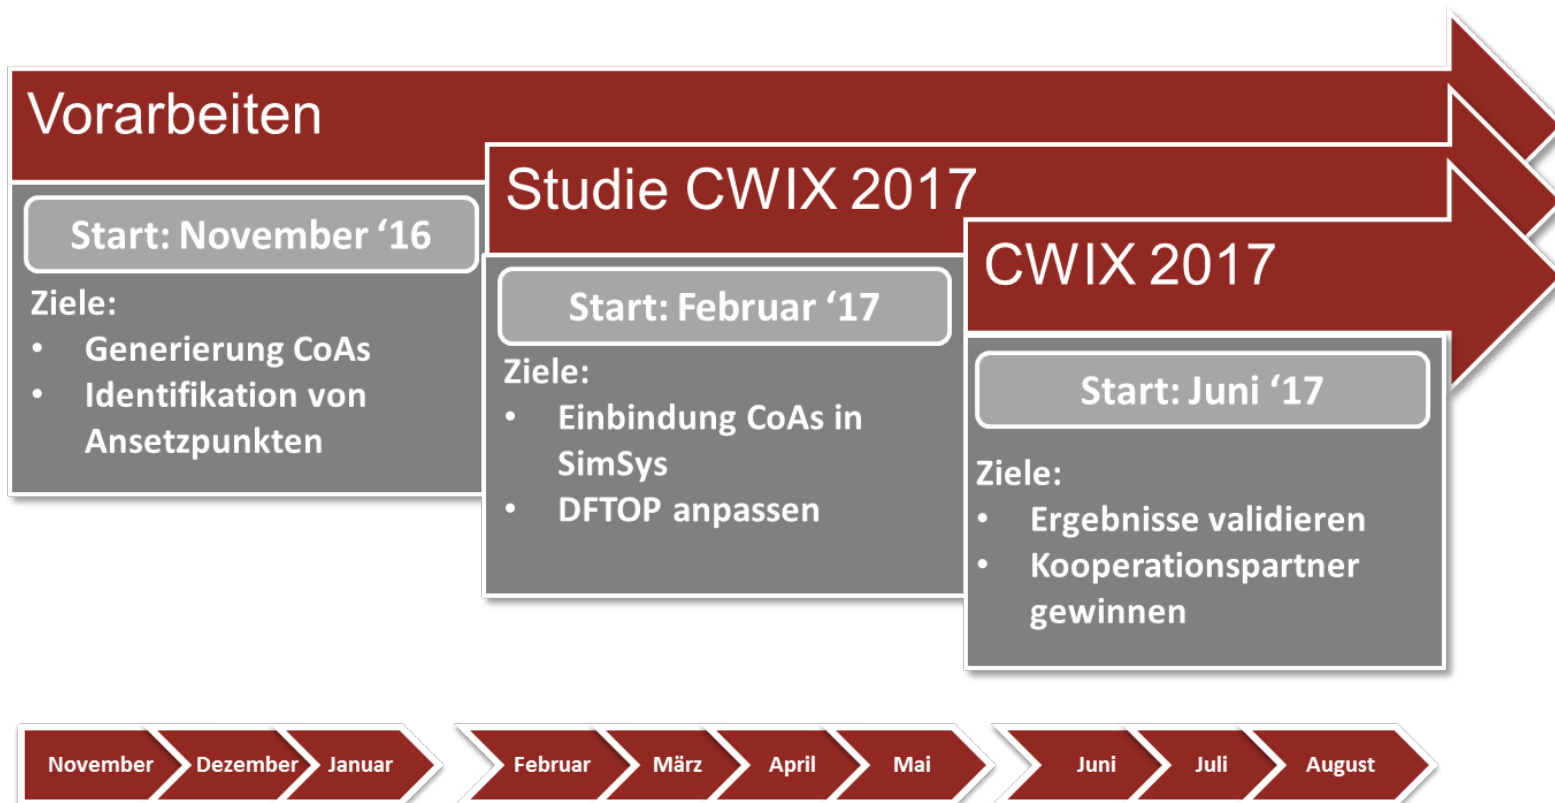 Vorarbeiten
Start: November ‘16
Ziele:
• Generierung CoAs
• Identifikation von
Ansetzpunkten
Studie CWIX 2017
Start: Februar ‘17
Ziele:
• Einbindung CoAs in
SimSys
• DFTOP anpassen
CWIX 2017
Start: Juni ‘17
Ziele:
• Ergebnisse validieren
• Kooperationspartner
gewinnen
November Dezember Januar Februar März April Mai Juni Juli August